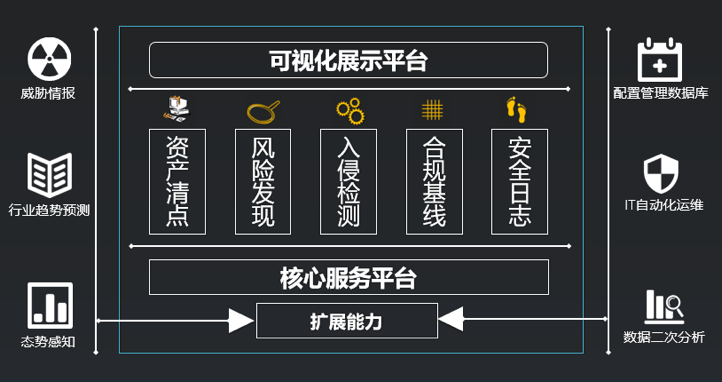 可视化展示平台
威胁情报
行业趋势预测
态势感知
资产清点
风险发现
入侵检测
合规基线
安全日志
配置管理数据库
IT自动化运维
数据二次分析
核心服务平台
扩展能力